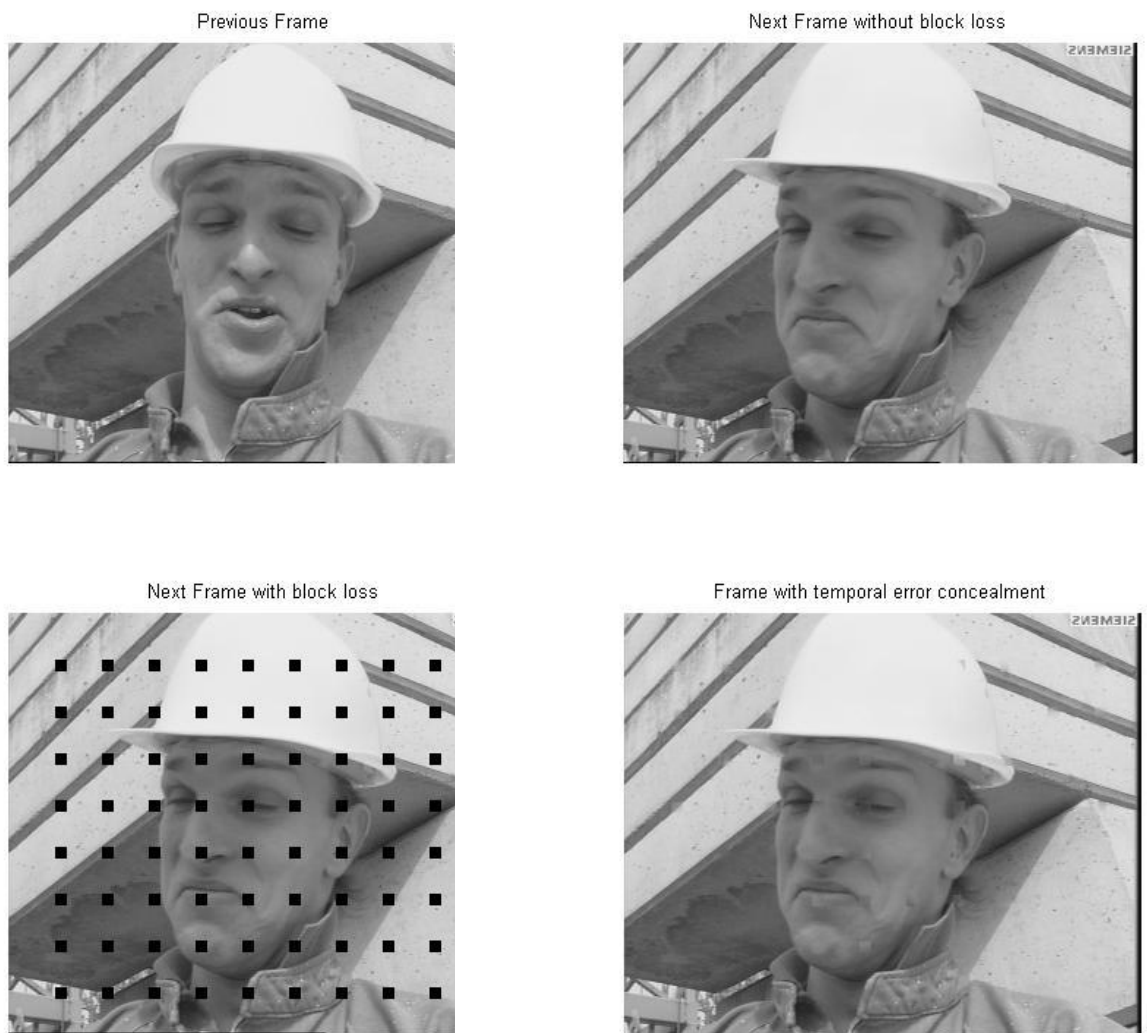 Previous Frame
Next Frame without block loss
SIEMENS
Next Frame with block loss
Frame with temporal error concealment
SIEMENS